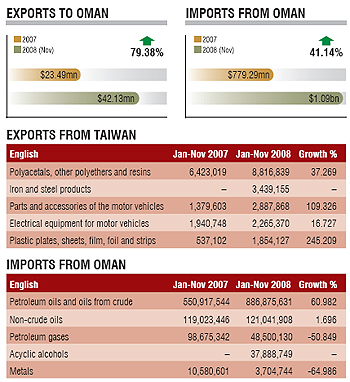 EXPORTS TO OMAN
2007
2008 (Nov)
79.38%
$23.49mn
$42.13mn
IMPORTS FROM OMAN
2007
2008 (Nov)
41.14%
$779.29mn
$1.09bn
EXPORTS FROM TAIWAN
English Jan-Nov 2007 Jan-Nov 2008 Growth %
Polyacetals, other polyethers and resins 6,423,019 8,816,839 37.269
Iron and steel products – 3,439,155 –
Parts and accessories of the motor vehicles 1,379,603 2,887,868 109.326
Electrical equipment for motor vehicles 1,940,748 2,265,370 16.727
Plastic plates, sheets, film, foil and strips 537,102 1,854,127 245.209
IMPORTS FROM OMAN
English Jan-Nov 2007 Jan-Nov 2008 Growth %
Petroleum oils and oils from crude 550,917,544 886,875,631 60.982
Non-crude oils 119,023,446 121,041,908 1.696
Petroleum gases 98,675,342 48,500,130 -50.849
Acyclic alcohols – 37,888,749 –
Metals 10,580,601 3,704,744 -64.986